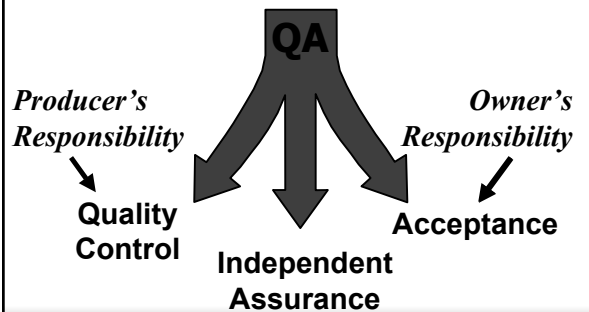 QA
Producer's
Responsibility
Owner's
Responsibility
Quality
Control
Acceptance
Independent
Assurance